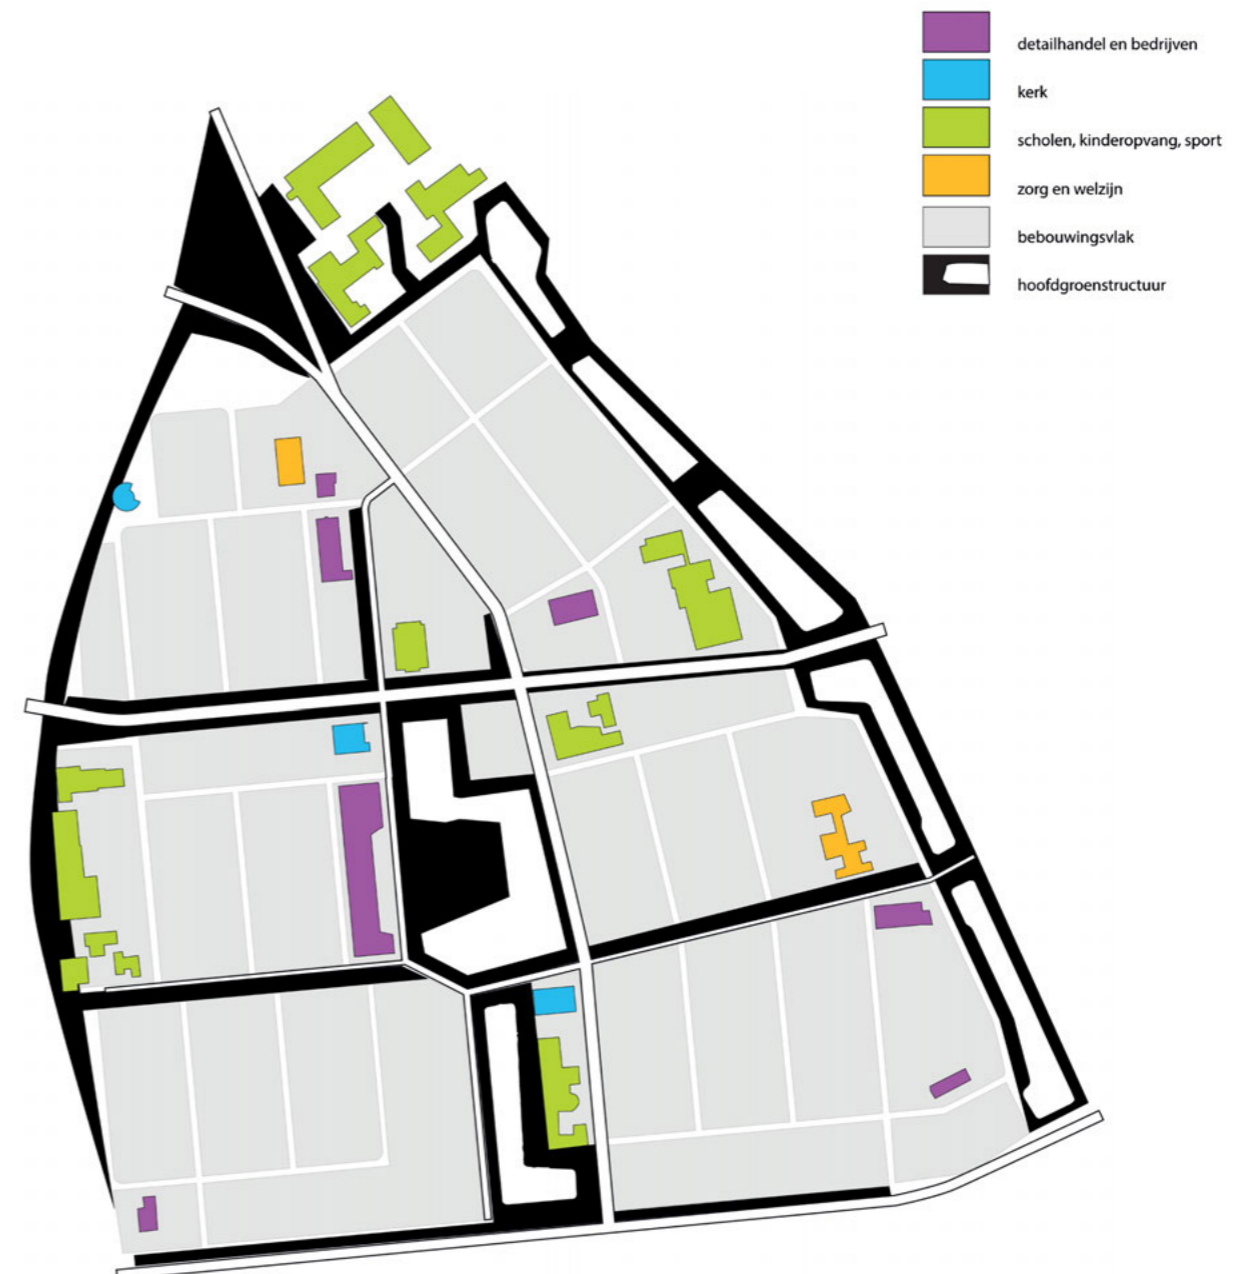 detailhandel en bedrijven
kerk
scholen, kinderopvang, sport
zorg en welzijn
bebouwingsvlak
hoofdgroenstructuur